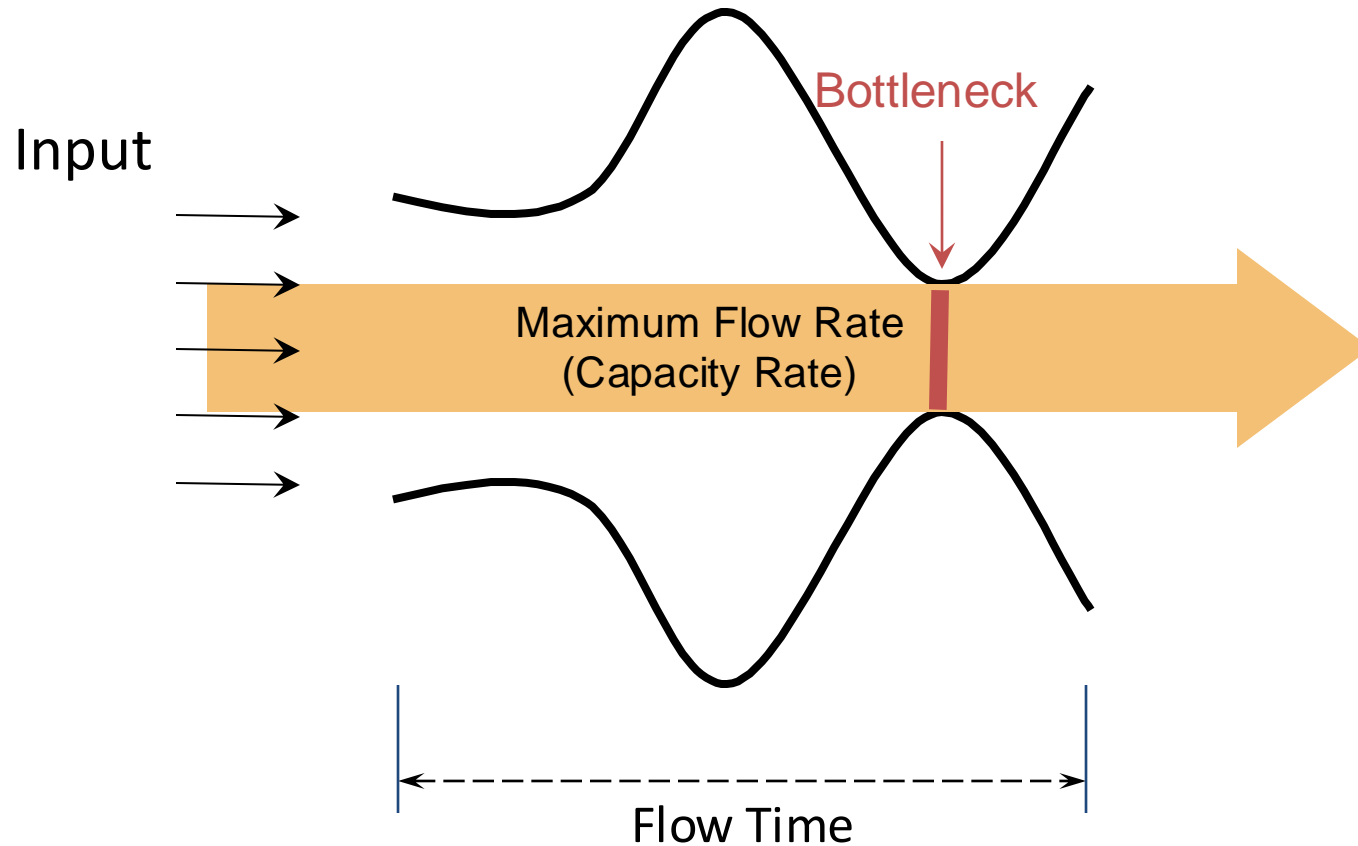 Bottleneck
Input
Maximum Flow Rate
(Capacity Rate)
Flow Time